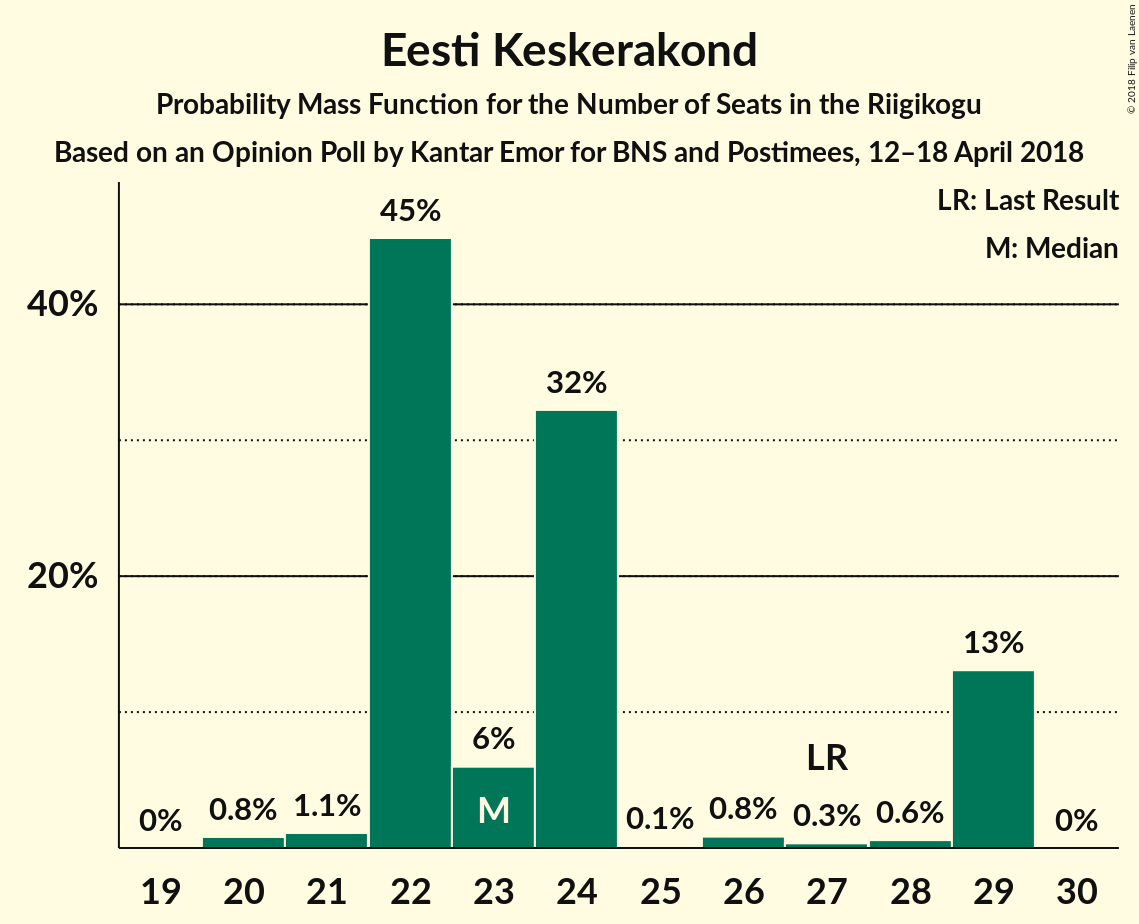 Eesti Keskerakond
Probability Mass Function for the Number of Seats in the Riigikogu
Based on an Opinion Poll by Kantar Emor for BNS and Postimees, 12–18 April 2018
© 2018 Filip van Laenen
LR: Last Result
M: Median
40%
20%
0%
0.8%
1.1%
45%
6%
M
32%
0.1%
0.8%
LR
0.3%
0.6%
13%
0%
19 20 21 22 23 24 25 26 27 28 29 30